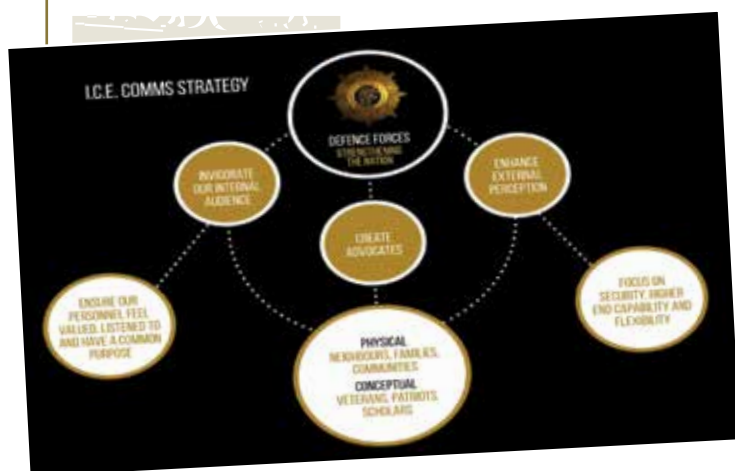 I.C.E. COMMS STRATEGY
DEFENCE FORCES
STRENGTHENING
THE NATION
INVIGORATE
OUR INTERNAL
AUDIENCE
CREATE
ADVOCATES
ENHANCE
EXTERNAL
PERCEPTION
ENSURE OUR
PERSONNEL FEEL
VALUED, LISTENED TO
AND HAVE A COMMON
PURPOSE
PHYSICAL
NEIGHBOURS, FAMILIES,
COMMUNITIES
CONCEPTUAL
VETERANS, PATRIOTS,
SCHOLARS
FOCUS ON
SECURITY, HIGHER
END CAPABILITY AND
FLEXIBILITY